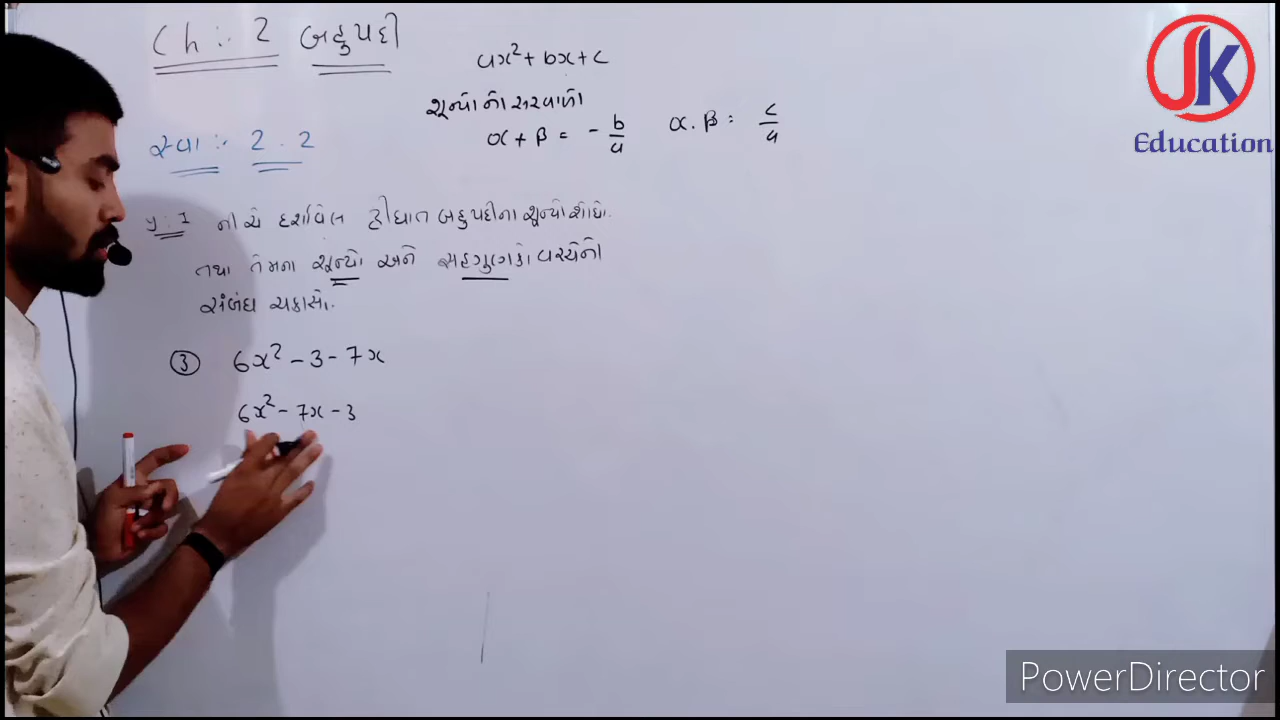 Ch :- 2 બહુપદી
ax² + bx + c
શૂન્યોનો સરવાળો
α + β = - b/a α . β = c/a
સ્વા :- 2 . 2
પ્ર : 1 નીચે દર્શાવેલ દ્વીઘાત બહુપદીના શૂન્યો શોધો.
તથા તેમના શૂન્યો અને સહગુણકો વચ્ચેનો
સંબંધ ચકાસો.
③ 6x² - 3 - 7x
6x² - 7x - 3
JK
Education
PowerDirector